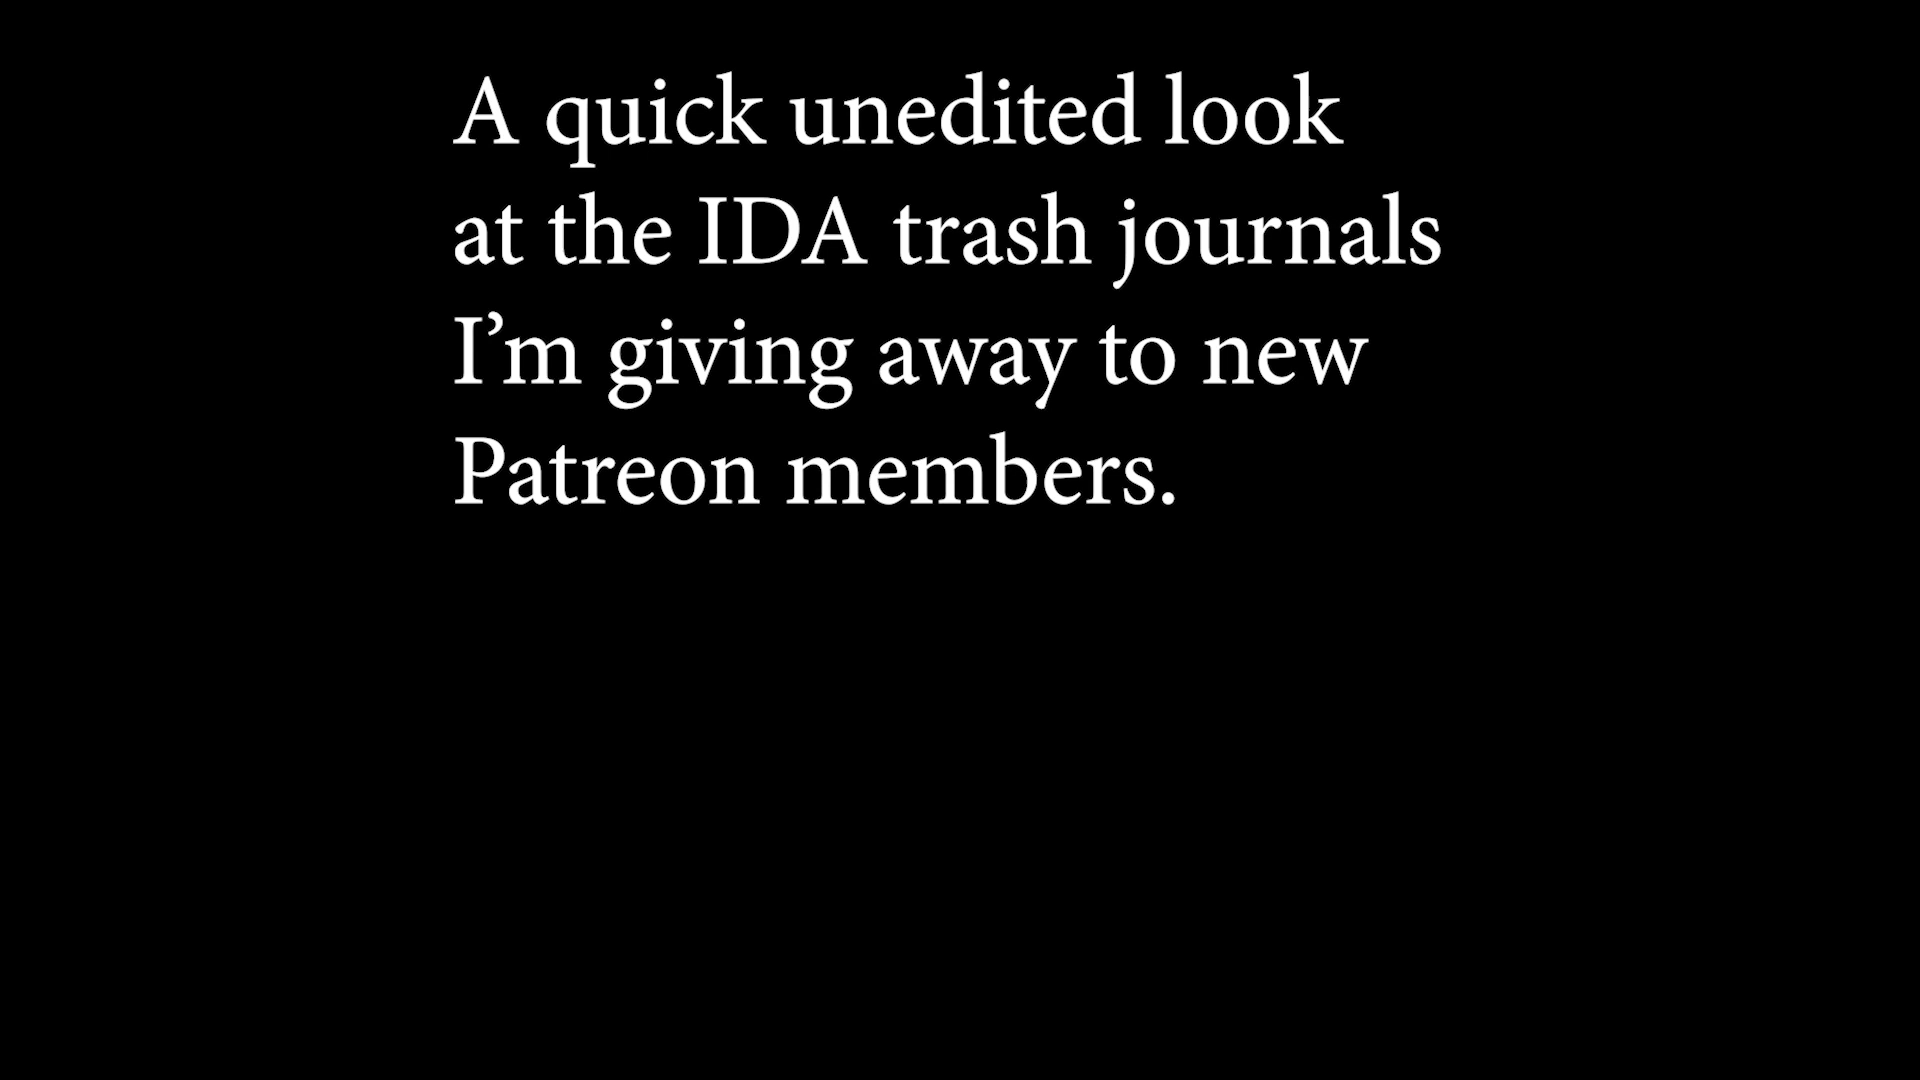 A quick unedited look
at the IDA trash journals
I’m giving away to new
Patreon members.